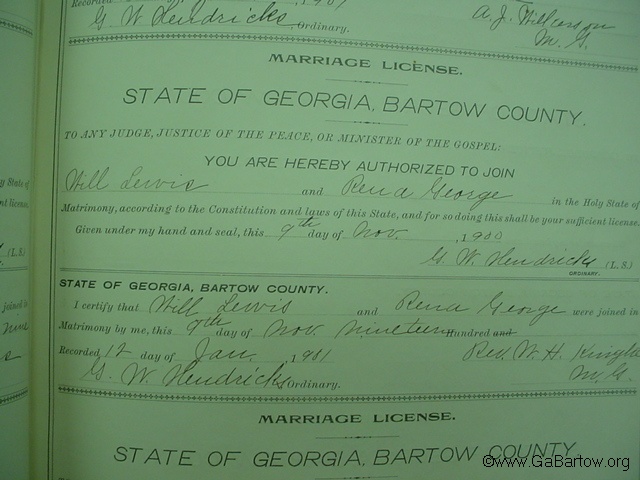 Recorded 1901
G. W. Hendricks Ordinary.
A. J. Wilkerson
M. G.
MARRIAGE LICENSE.
STATE OF GEORGIA, BARTOW COUNTY.
TO ANY JUDGE, JUSTICE OF THE PEACE, OR MINISTER OF THE GOSPEL:
YOU ARE HEREBY AUTHORIZED TO JOIN
Will Lewis and Rena George in the Holy State of
Matrimony, according to the Constitution and laws of this State, and for so doing this shall be your sufficient license.
Given under my hand and seal, this 9th day of Nov. , 1900
G. W. Hendricks (L. S.)
ORDINARY.
STATE OF GEORGIA, BARTOW COUNTY.
I certify that Will Lewis and Rena George were joined in
Matrimony by me, this 9th day of Nov. Nineteen Hundred and
Recorded, 12 day of Jan. , 1901 Rev. W. H.
G. W. Hendricks Ordinary. M. G.
MARRIAGE LICENSE.
STATE OF GEORGIA, BARTOW COUNTY.
©www.GaBartow.org